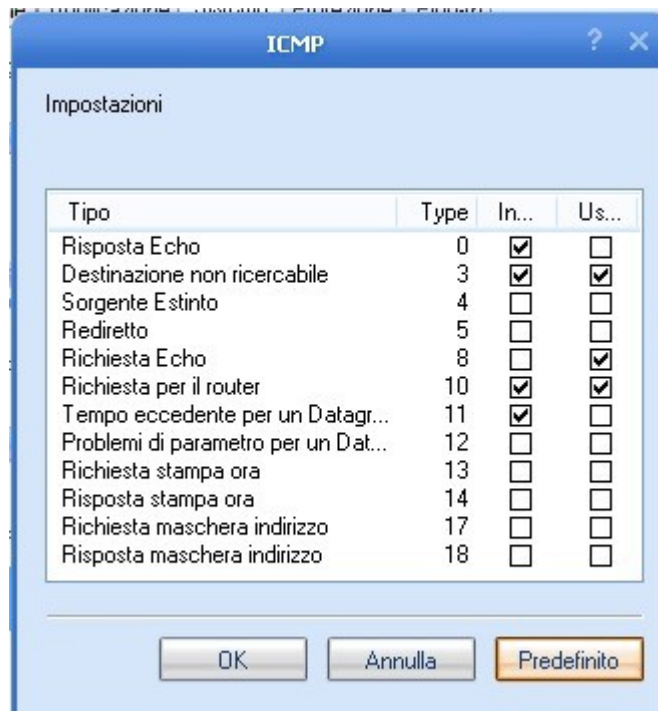 ICMP ? ×
Impostazioni
Tipo Type In... Us...
Risposta Echo 0
Destinazione non ricercabile 3
Sorgente Estinto 4
Rediretto 5
Richiesta Echo 8
Richiesta per il router 10
Tempo eccedente per un Datagr... 11
Problemi di parametro per un Dat... 12
Richiesta stampa ora 13
Risposta stampa ora 14
Richiesta maschera indirizzo 17
Risposta maschera indirizzo 18
OK Annulla Predefinito